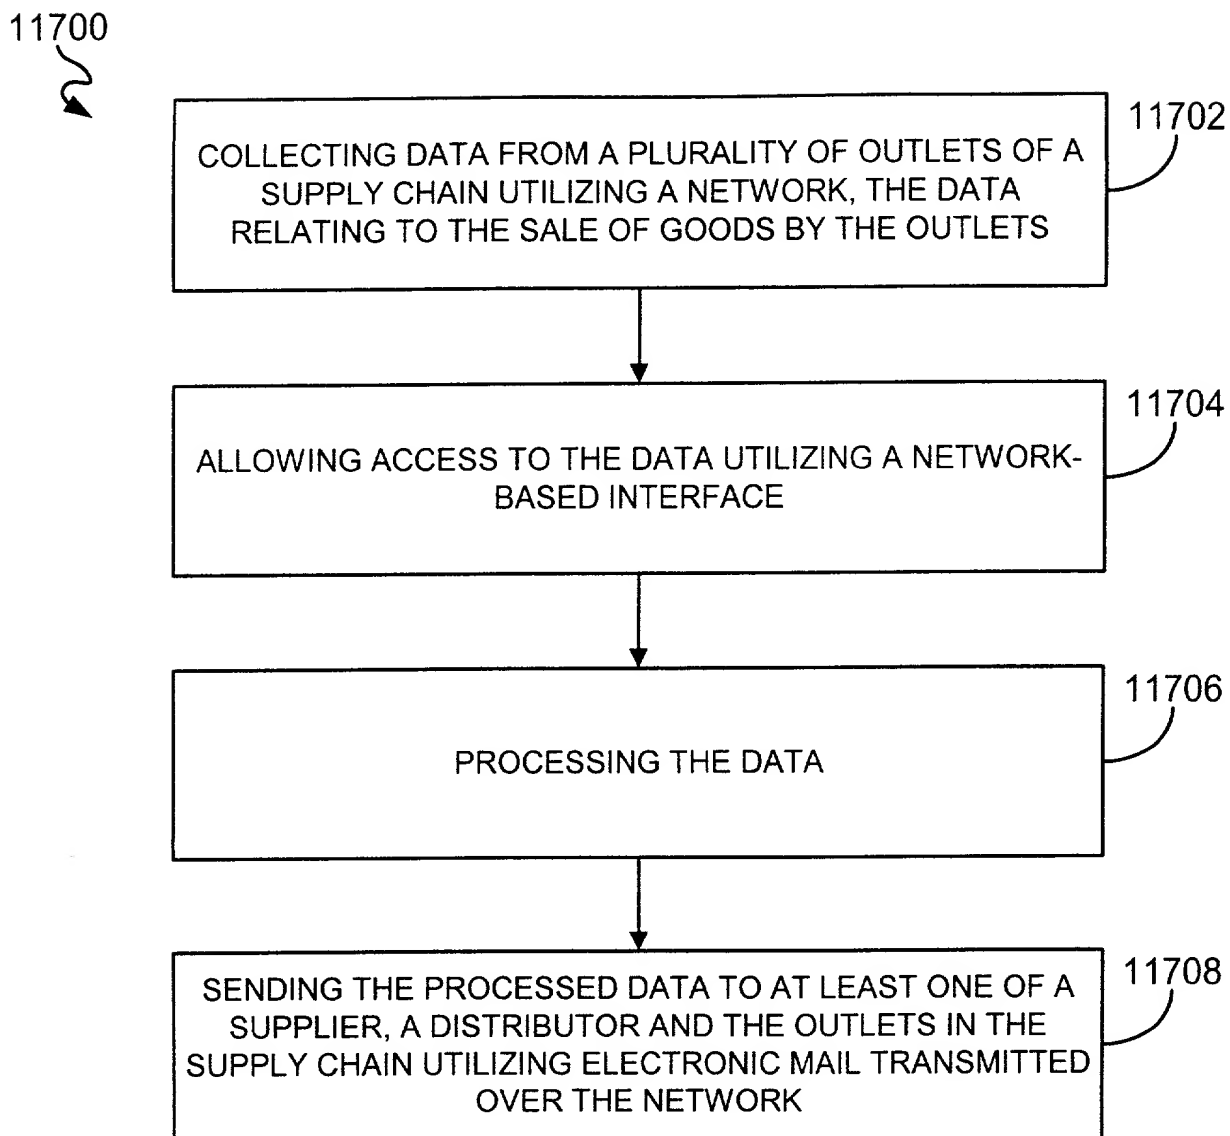 11700
11702
COLLECTING DATA FROM A PLURALITY OF OUTLETS OF A
SUPPLY CHAIN UTILIZING A NETWORK, THE DATA
RELATING TO THE SALE OF GOODS BY THE OUTLETS
11704
ALLOWING ACCESS TO THE DATA UTILIZING A NETWORK-
BASED INTERFACE
11706
PROCESSING THE DATA
11708
SENDING THE PROCESSED DATA TO AT LEAST ONE OF A
SUPPLIER, A DISTRIBUTOR AND THE OUTLETS IN THE
SUPPLY CHAIN UTILIZING ELECTRONIC MAIL TRANSMITTED
OVER THE NETWORK